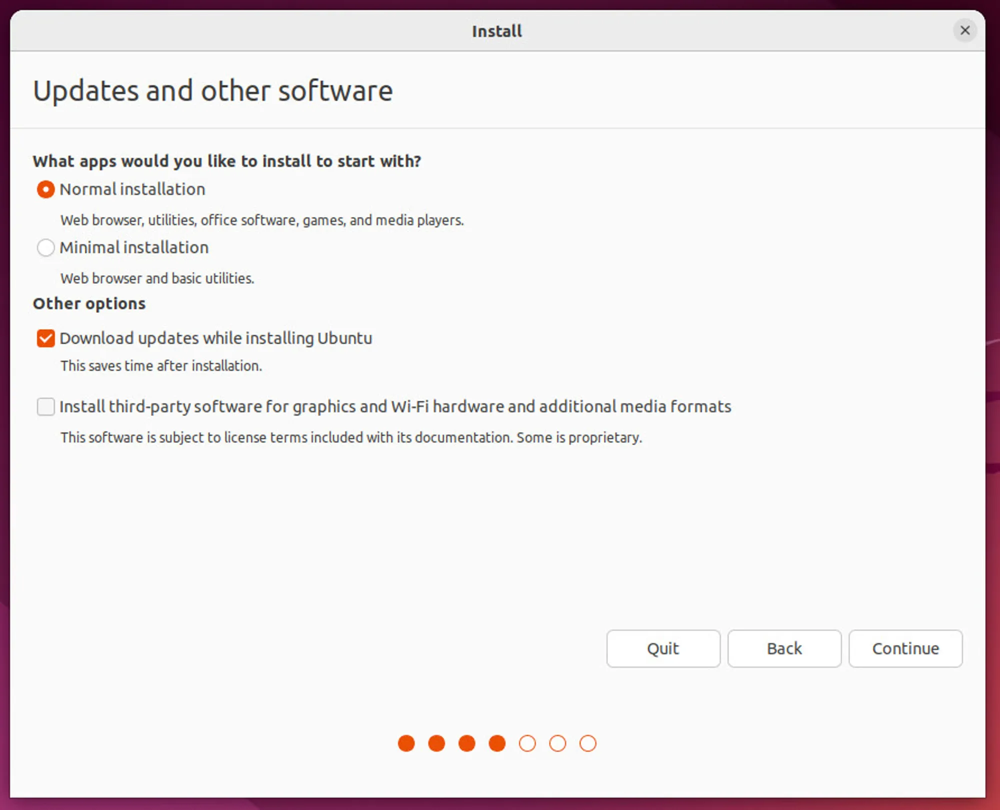 Install
Updates and other software
What apps would you like to install to start with?
Normal installation
Web browser, utilities, office software, games, and media players.
Minimal installation
Web browser and basic utilities.
Other options
Download updates while installing Ubuntu
This saves time after installation.
Install third-party software for graphics and Wi-Fi hardware and additional media formats
This software is subject to license terms included with its documentation. Some is proprietary.
Quit Back Continue